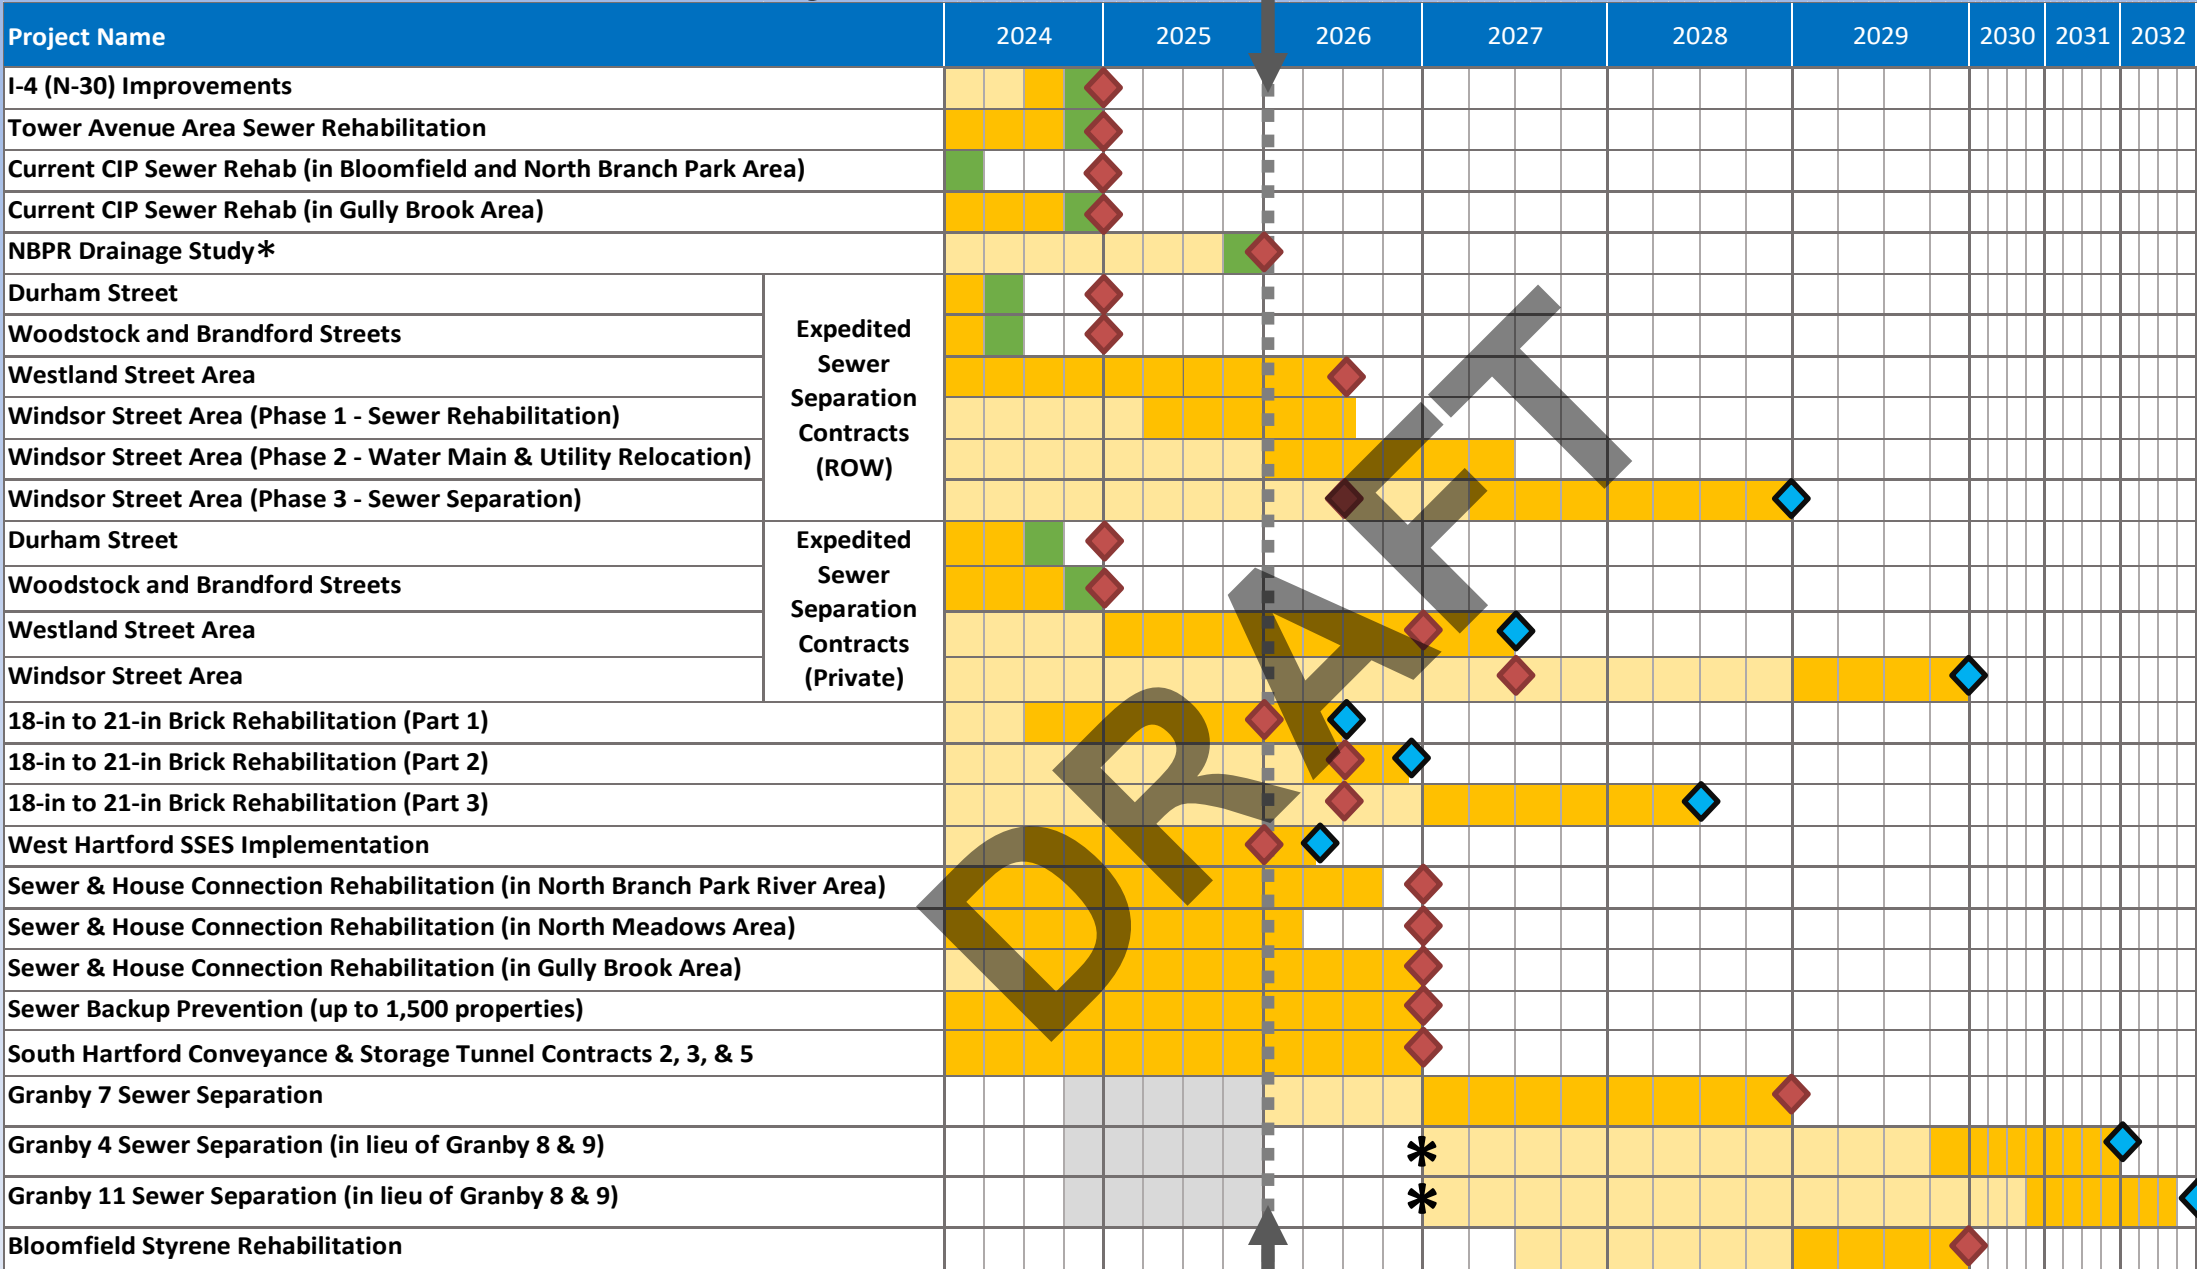 Project Name 2024 2025 2026 2027 2028 2029 2030 2031 2032
I-4 (N-30) Improvements
Tower Avenue Area Sewer Rehabilitation
Current CIP Sewer Rehab (in Bloomfield and North Branch Park Area)
Current CIP Sewer Rehab (in Gully Brook Area)
NBPR Drainage Study*
Durham Street
Woodstock and Brandford Streets
Westland Street Area
Windsor Street Area (Phase 1 - Sewer Rehabilitation)
Windsor Street Area (Phase 2 - Water Main & Utility Relocation)
Windsor Street Area (Phase 3 - Sewer Separation)
Expedited
Sewer
Separation
Contracts
(ROW)
Durham Street
Woodstock and Brandford Streets
Westland Street Area
Windsor Street Area
Expedited
Sewer
Separation
Contracts
(Private)
18-in to 21-in Brick Rehabilitation (Part 1)
18-in to 21-in Brick Rehabilitation (Part 2)
18-in to 21-in Brick Rehabilitation (Part 3)
West Hartford SSES Implementation
Sewer & House Connection Rehabilitation (in North Branch Park River Area)
Sewer & House Connection Rehabilitation (in North Meadows Area)
Sewer & House Connection Rehabilitation (in Gully Brook Area)
Sewer Backup Prevention (up to 1,500 properties)
South Hartford Conveyance & Storage Tunnel Contracts 2, 3, & 5
Granby 7 Sewer Separation
Granby 4 Sewer Separation (in lieu of Granby 8 & 9) *
Granby 11 Sewer Separation (in lieu of Granby 8 & 9) *
Bloomfield Styrene Rehabilitation
DRAFT